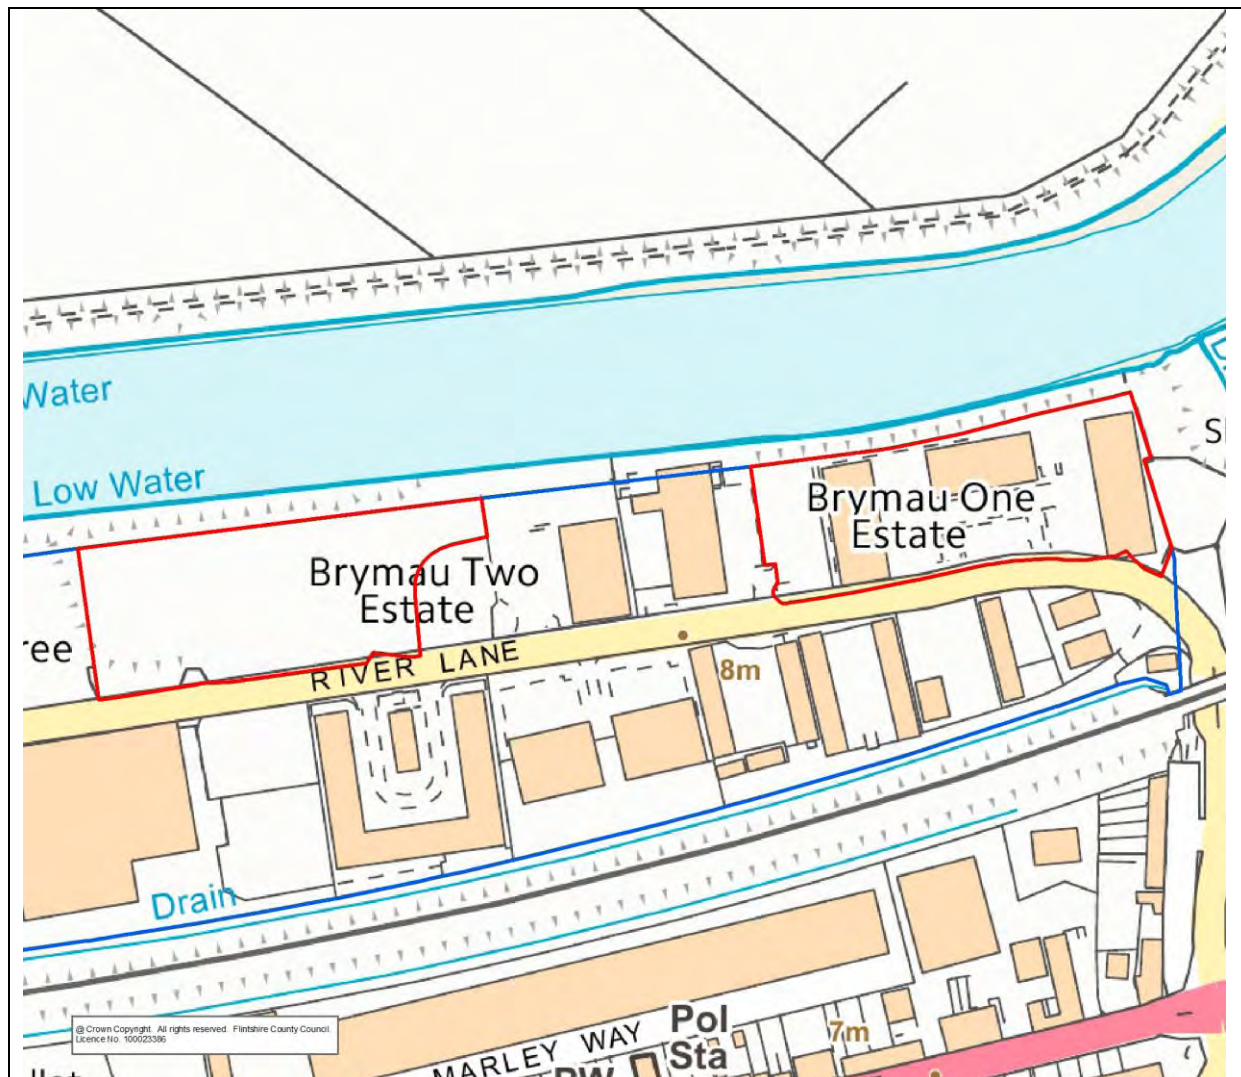 Water
Low Water
Brymau One
Estate
S
Brymau Two
Estate
ree
RIVER LANE
8m
Drain
@ Crown Copyright. All rights reserved. Flintshire County Council.
Licence No. 100023386
Pol
Sta
7m
MARLEY WAY
PW